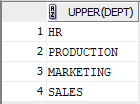 UPPER(DEPT)
1 HR
2 PRODUCTION
3 MARKETING
4 SALES